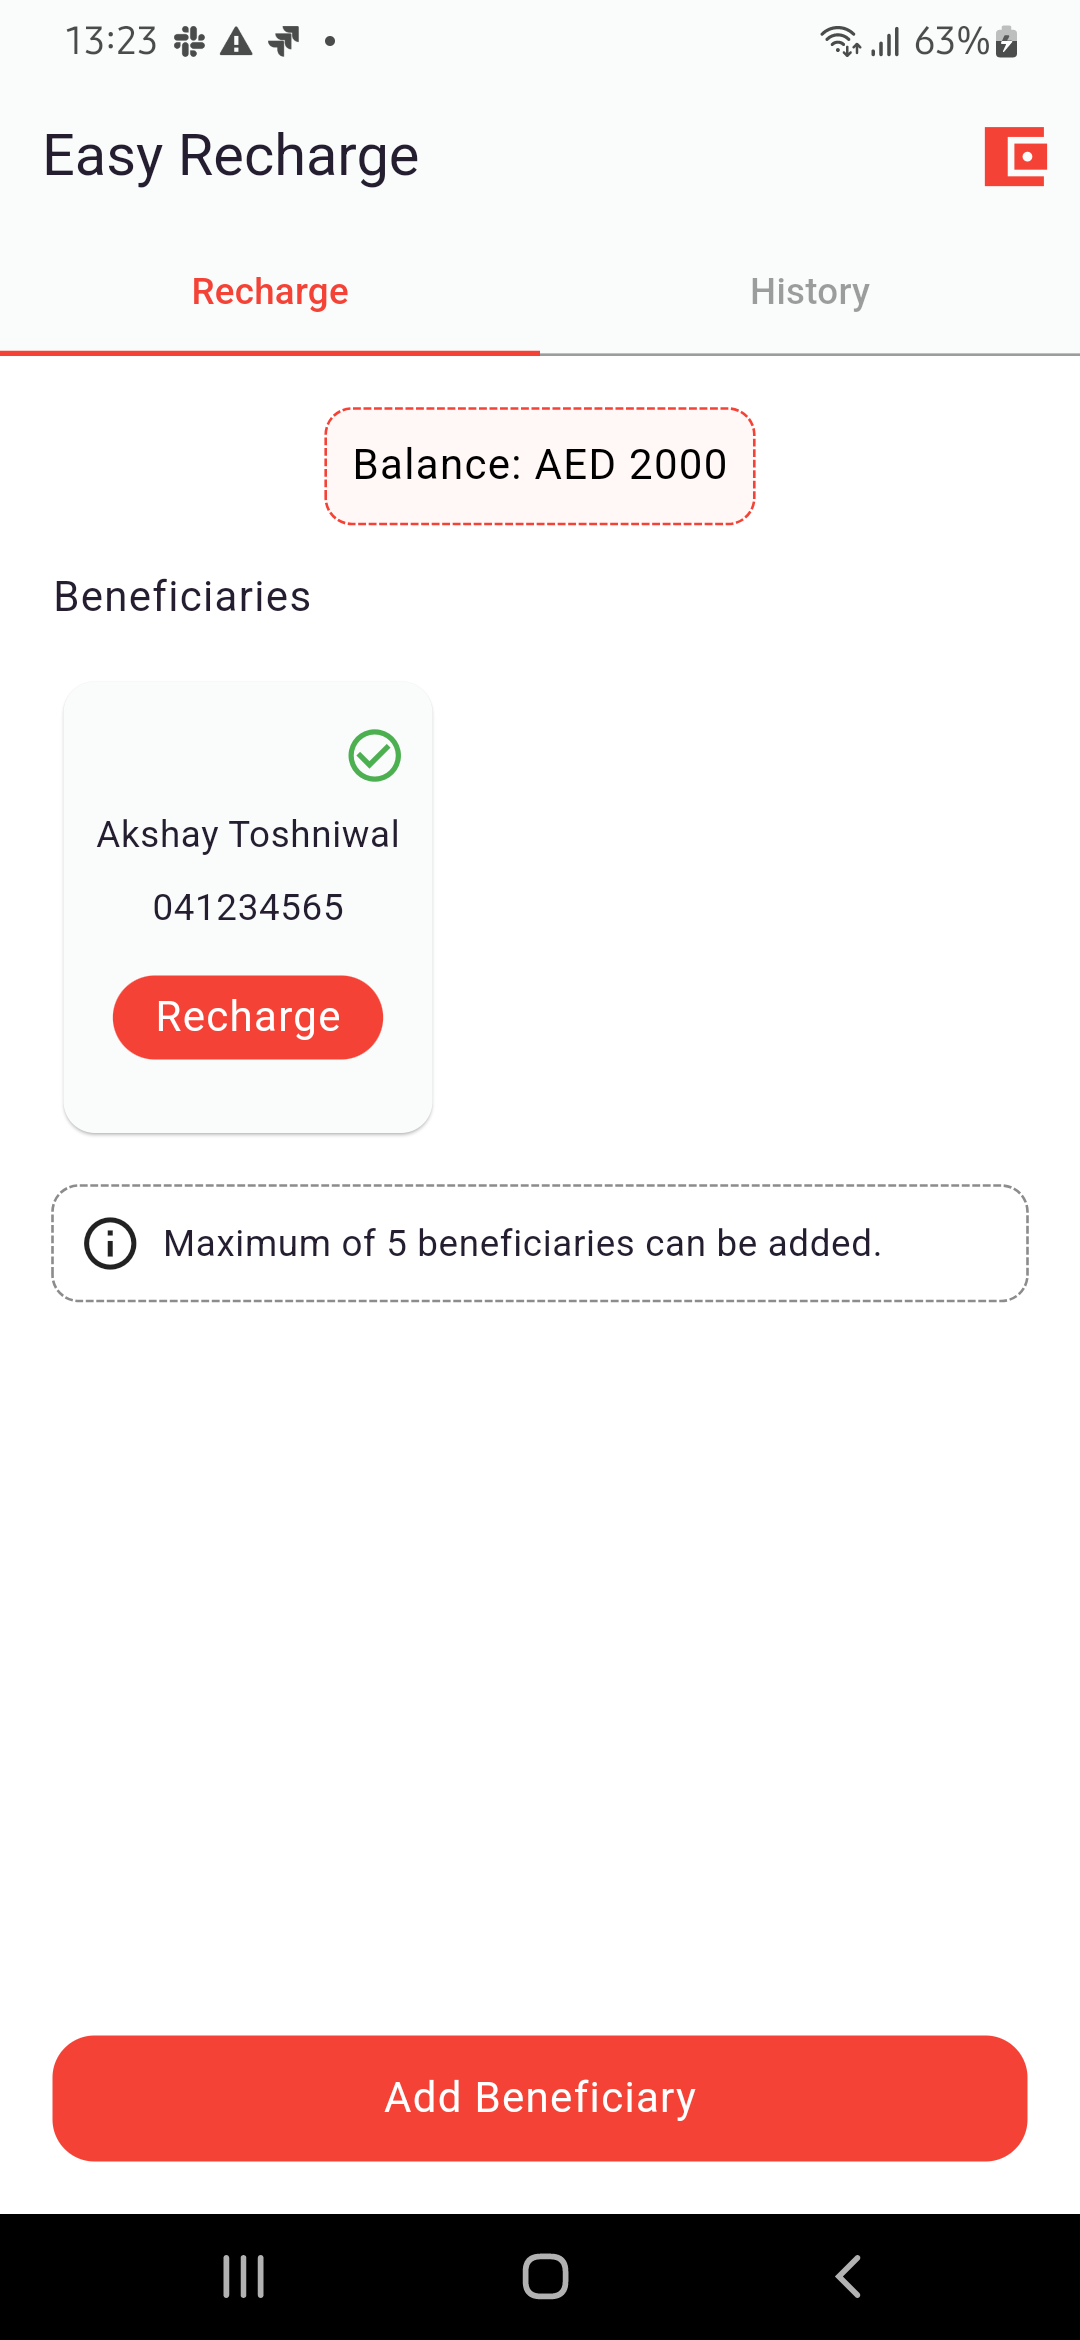 13:23 63%
Easy Recharge
Recharge History
Balance: AED 2000
Beneficiaries
Akshay Toshniwal
041234565
Recharge
Maximum of 5 beneficiaries can be added.
Add Beneficiary